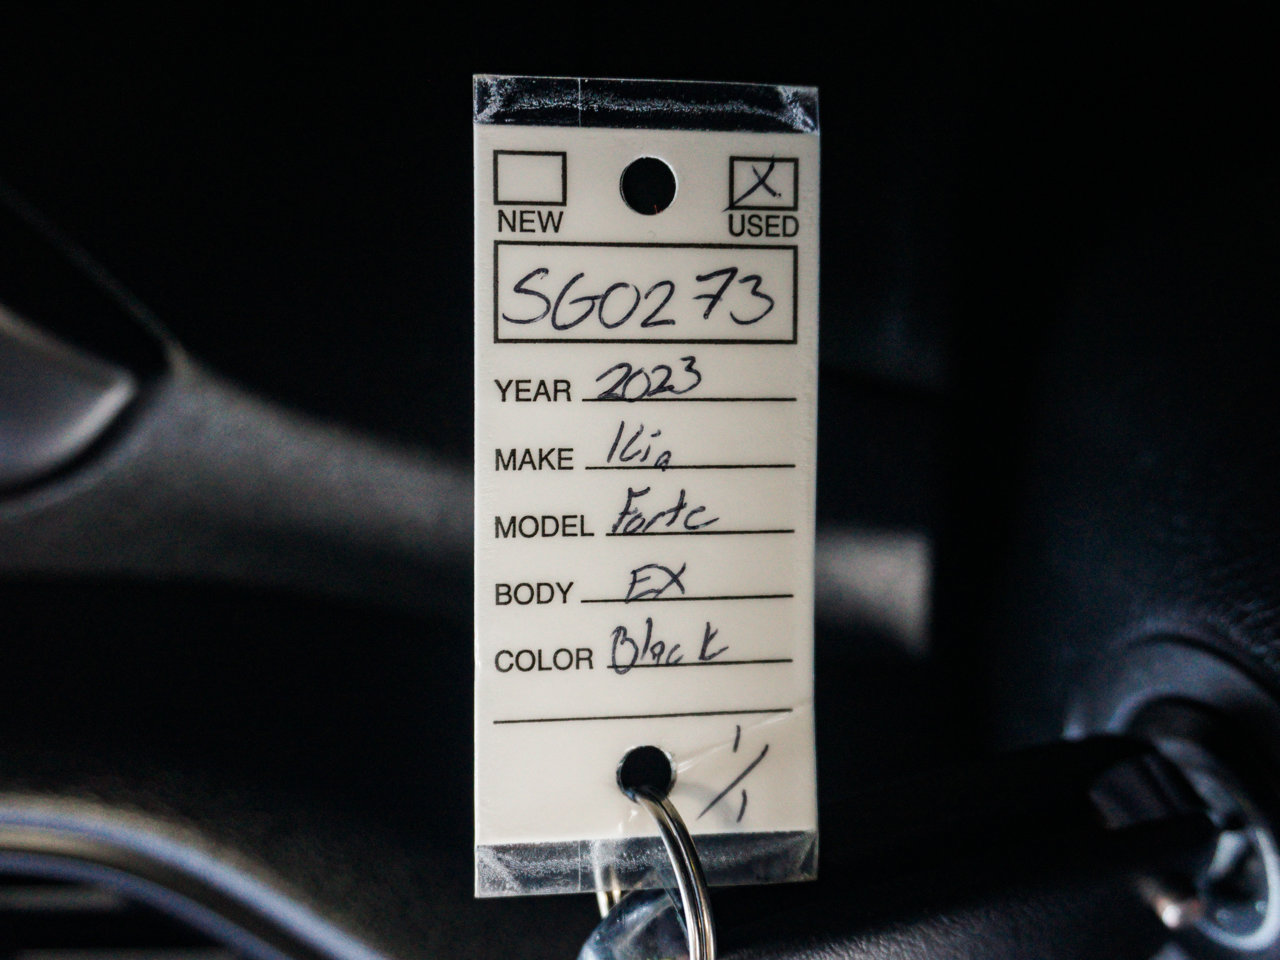 NEW X USED
SG0273
YEAR 2023
MAKE Kia
MODEL Forte
BODY EX
COLOR Black
1/1